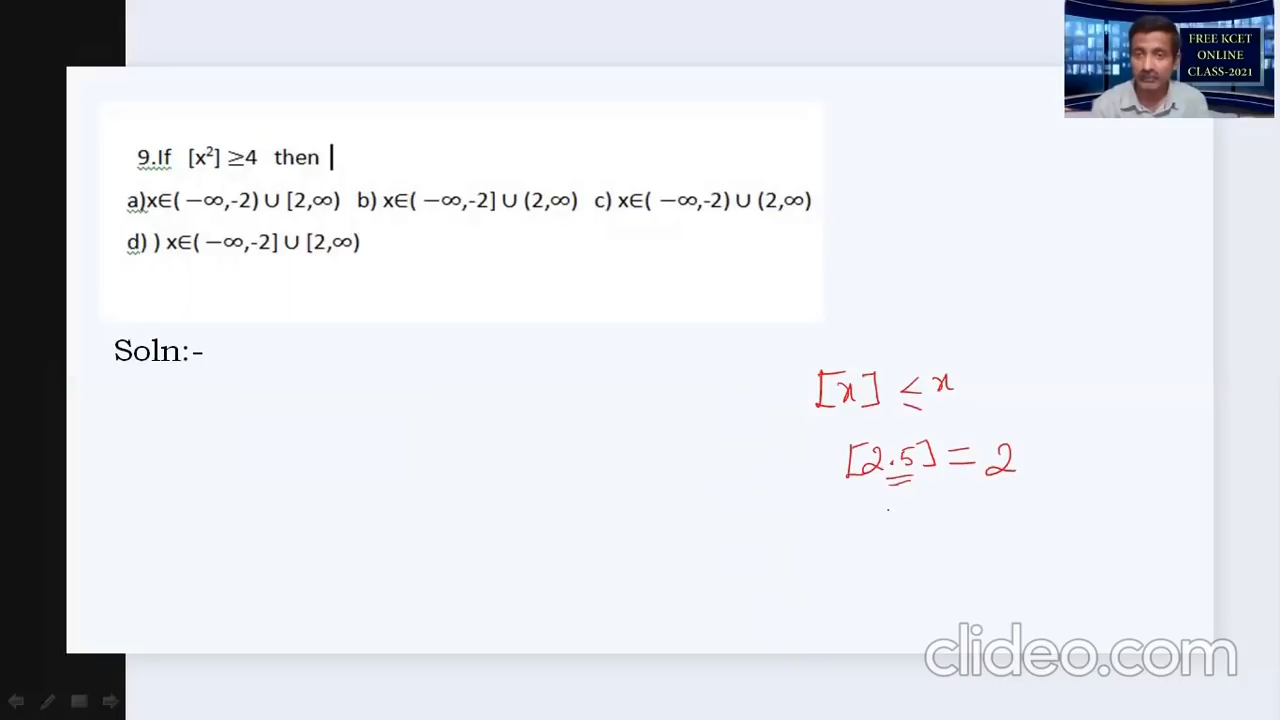 FREE KCET
ONLINE
CLASS-2021
9.If [x²] ≥4 then
a)x∈( −∞,-2) ∪ [2,∞) b) x∈( −∞,-2] ∪ (2,∞) c) x∈( −∞,-2) ∪ (2,∞)
d) ) x∈( −∞,-2] ∪ [2,∞)
Soln:-
[x] ≤ x
[2.5] = 2
clideo.com